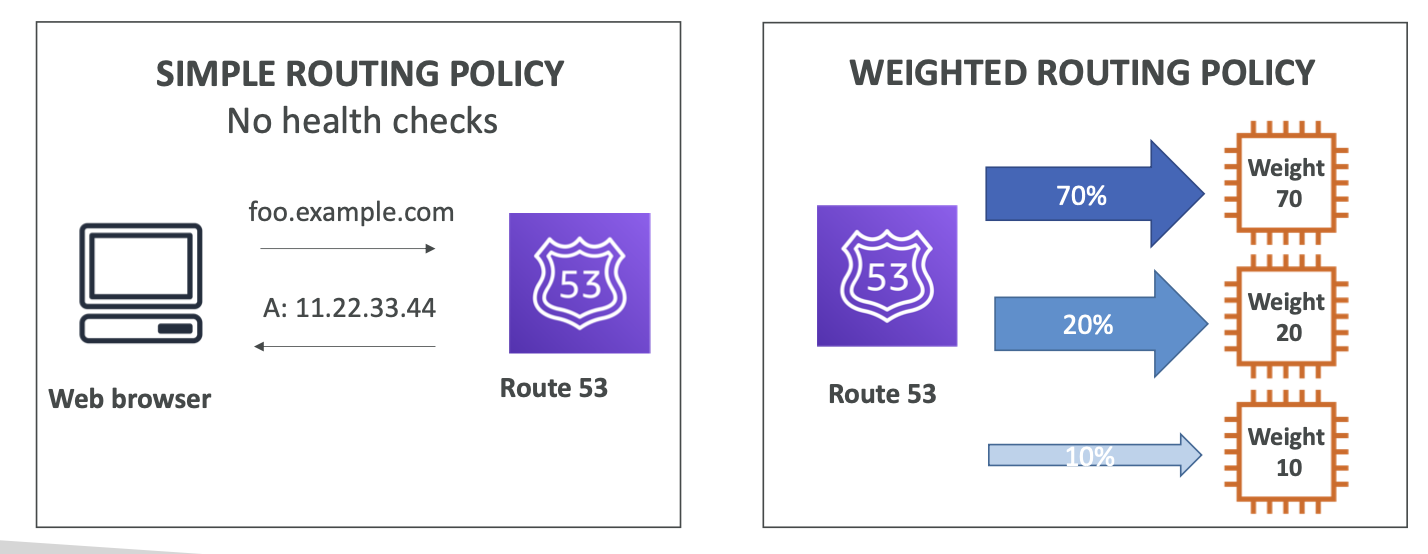 SIMPLE ROUTING POLICY
No health checks
foo.example.com
53
A: 11.22.33.44
Web browser
Route 53
WEIGHTED ROUTING POLICY
53
Route 53
70%
Weight
70
20%
Weight
20
10%
Weight
10